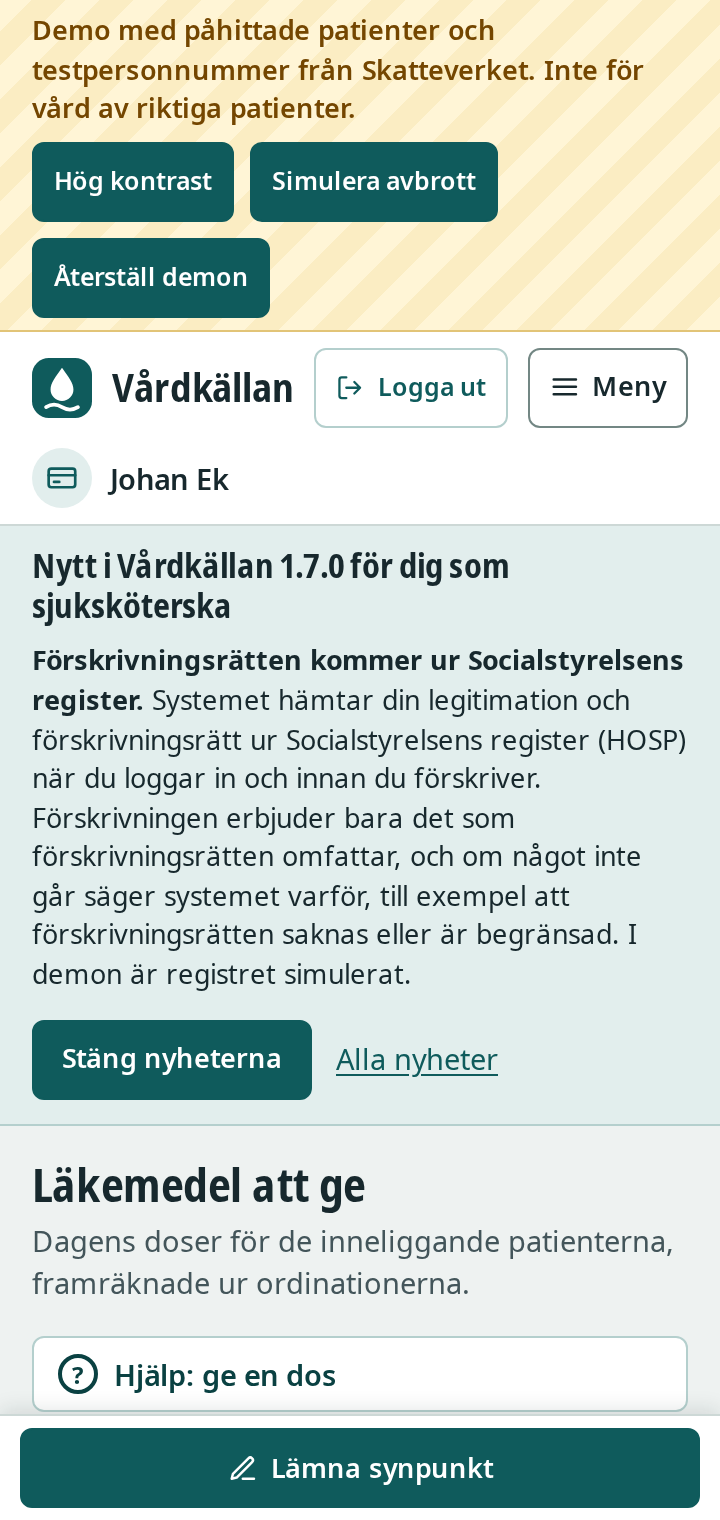 Demo med påhittade patienter och
testpersonnummer från Skatteverket. Inte för
vård av riktiga patienter.
Hög kontrast
Simulera avbrott
Återställ demon
Vårdkällan
Logga ut
Meny
Johan Ek
Nytt i Vårdkällan 1.7.0 för dig som
sjuksköterska
Förskrivningsrätten kommer ur Socialstyrelsens
register. Systemet hämtar din legitimation och
förskrivningsrätt ur Socialstyrelsens register (HOSP)
när du loggar in och innan du förskriver.
Förskrivningen erbjuder bara det som
förskrivningsrätten omfattar, och om något inte
går säger systemet varför, till exempel att
förskrivningsrätten saknas eller är begränsad. I
demon är registret simulerat.
Stäng nyheterna
Alla nyheter
Läkemedel att ge
Dagens doser för de inneliggande patienterna,
framräknade ur ordinationerna.
? Hjälp: ge en dos
Lämna synpunkt